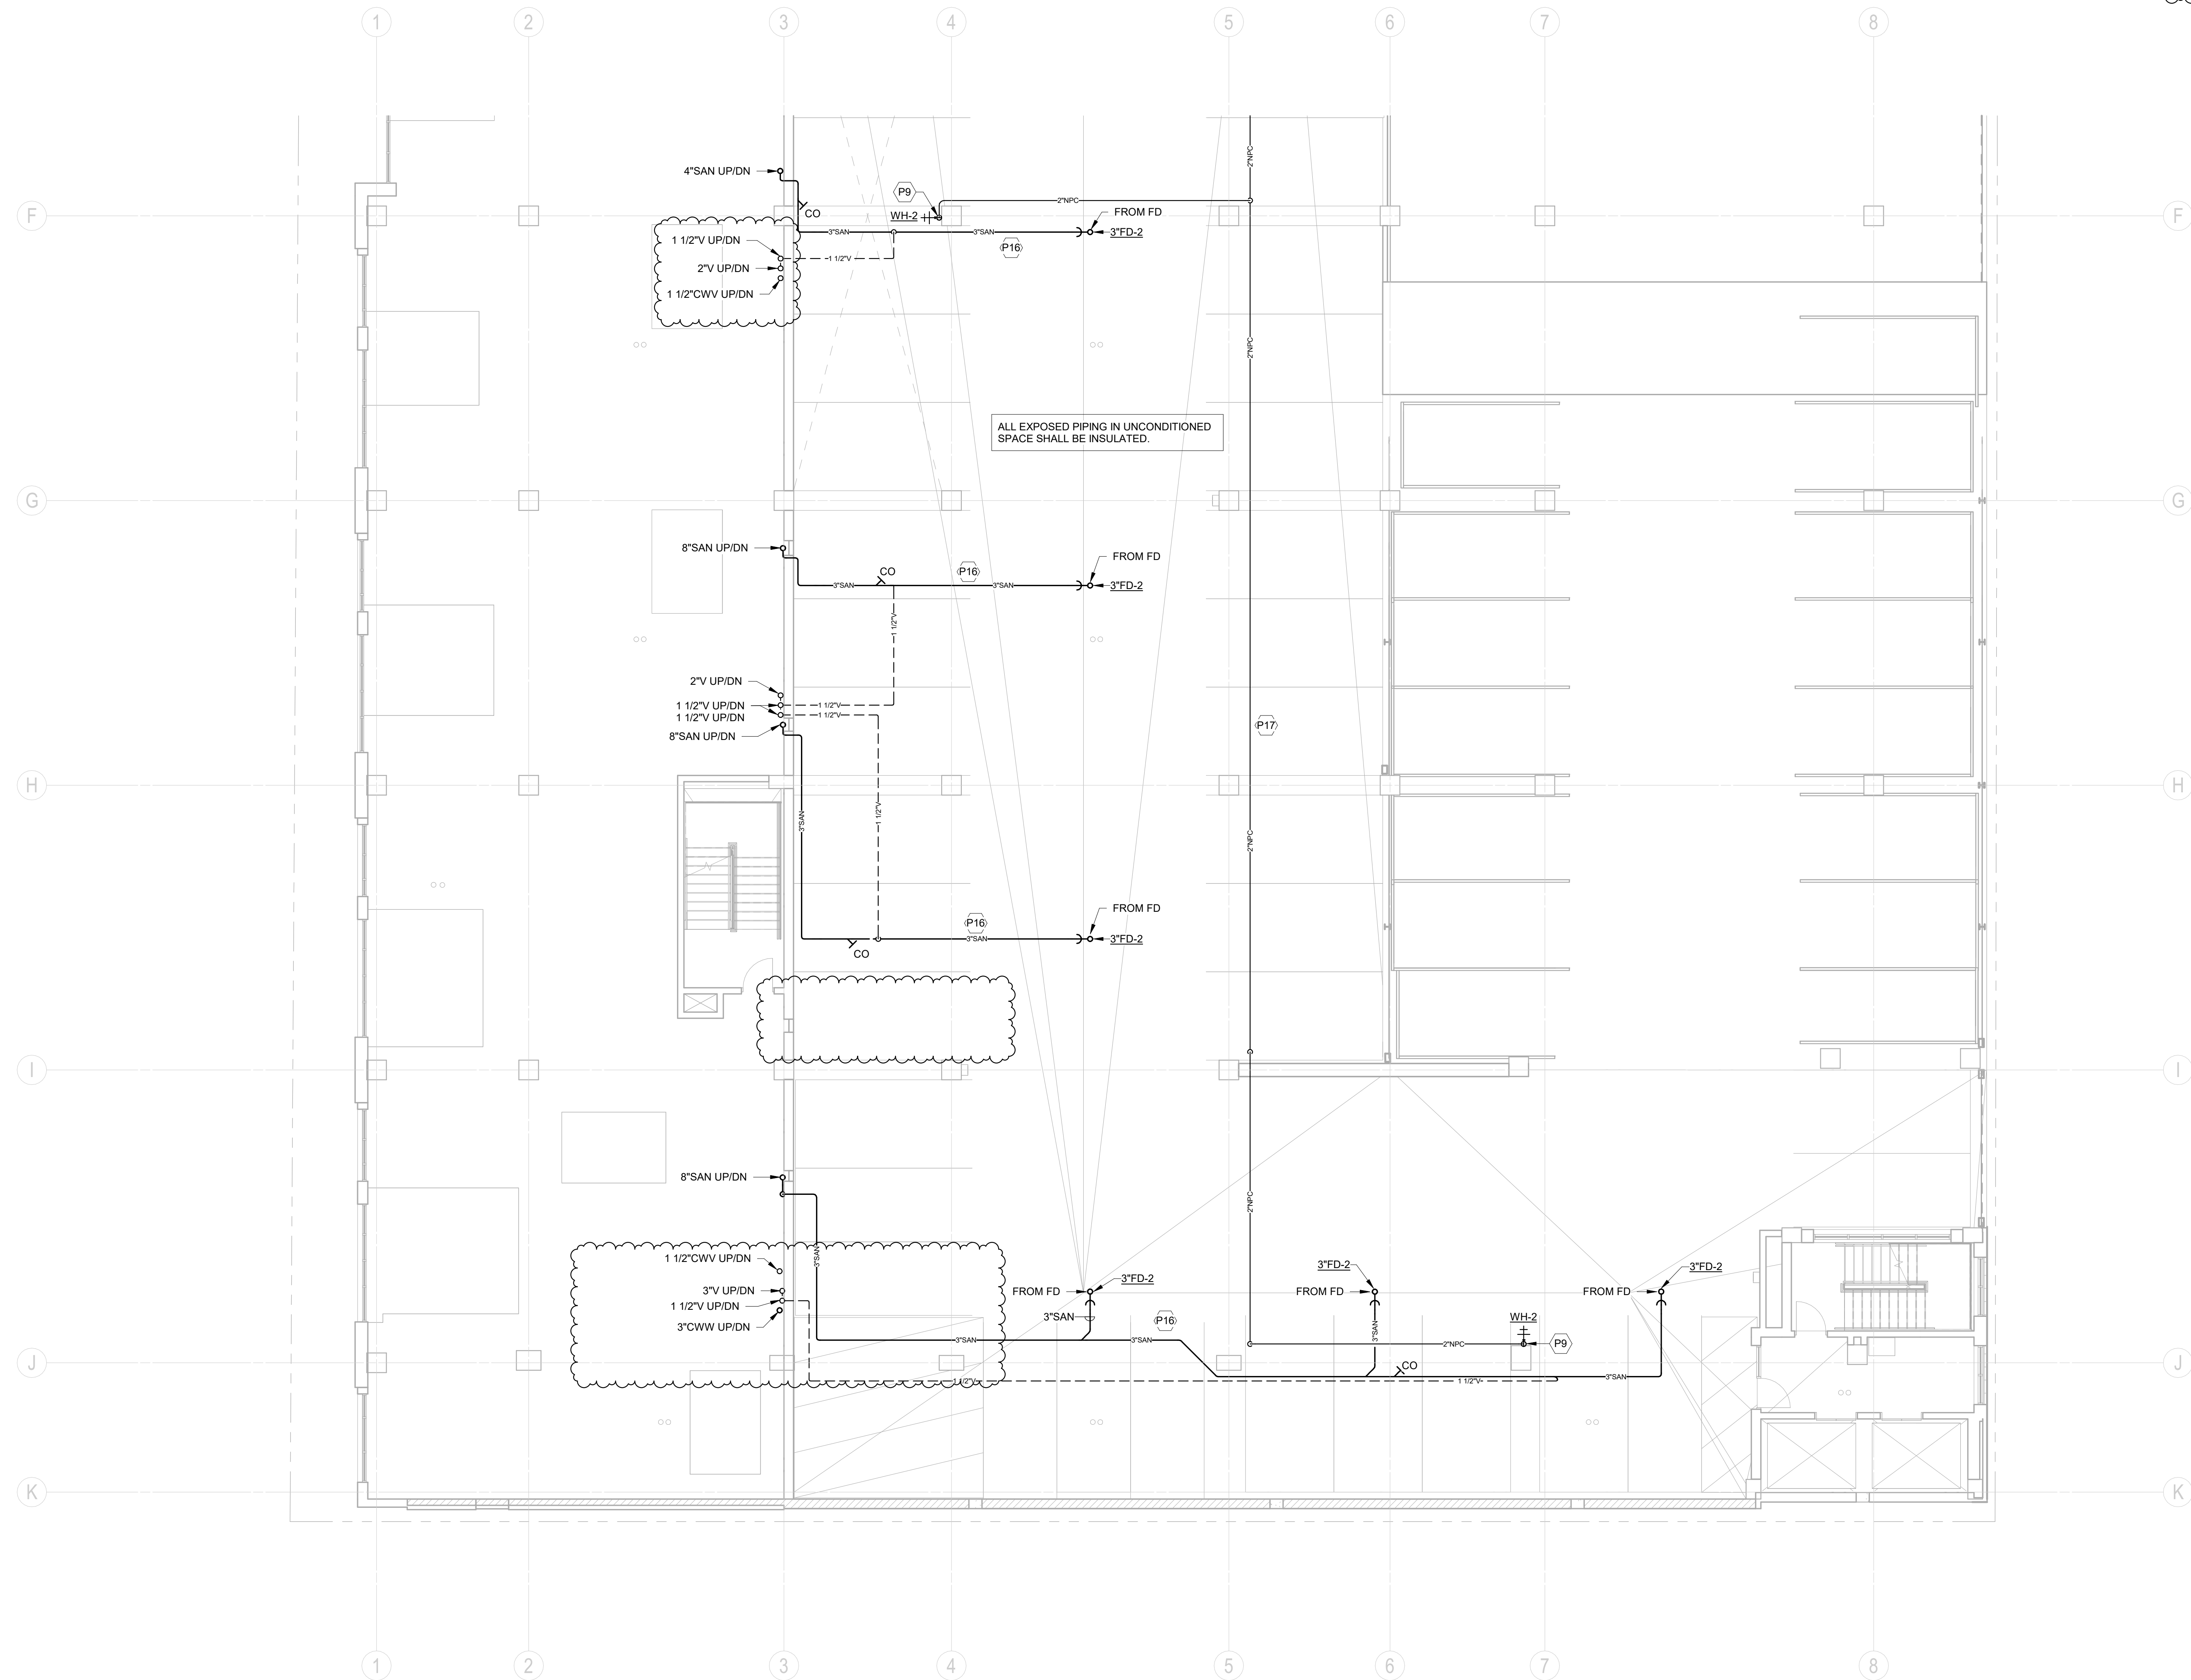 1
2
3
4
5
6
7
8
4"SAN UP/DN
2"NPC
P9
2"NPC
WH-2
CO
F
F
FROM FD
3"SAN
3"SAN
3"FD-2
1 1/2"V UP/DN
P16
1 1/2"V
2"V UP/DN
1 1/2"CWV UP/DN
2"NPC
ALL EXPOSED PIPING IN UNCONDITIONED
SPACE SHALL BE INSULATED.
G
G
8"SAN UP/DN
FROM FD
CO
P16
3"SAN
3"SAN
3"FD-2
1 1/2"V
2"V UP/DN
1 1/2"V UP/DN
1 1/2"V
1 1/2"V UP/DN
1 1/2"V
P17
8"SAN UP/DN
H
H
3"SAN
1 1/2"V
2"NPC
FROM FD
P16
3"SAN
3"FD-2
CO
I
I
8"SAN UP/DN
2"NPC
1 1/2"CWV UP/DN
3"SAN
3"FD-2
3"FD-2
3"FD-2
3"V UP/DN
FROM FD
FROM FD
FROM FD
1 1/2"V UP/DN
3"SAN
P16
WH-2
3"CWW UP/DN
3"SAN
3"SAN
3"SAN
2"NPC
P9
J
J
CO
1 1/2"V
1 1/2"V
3"SAN
K
K
1
2
3
4
5
6
7
8